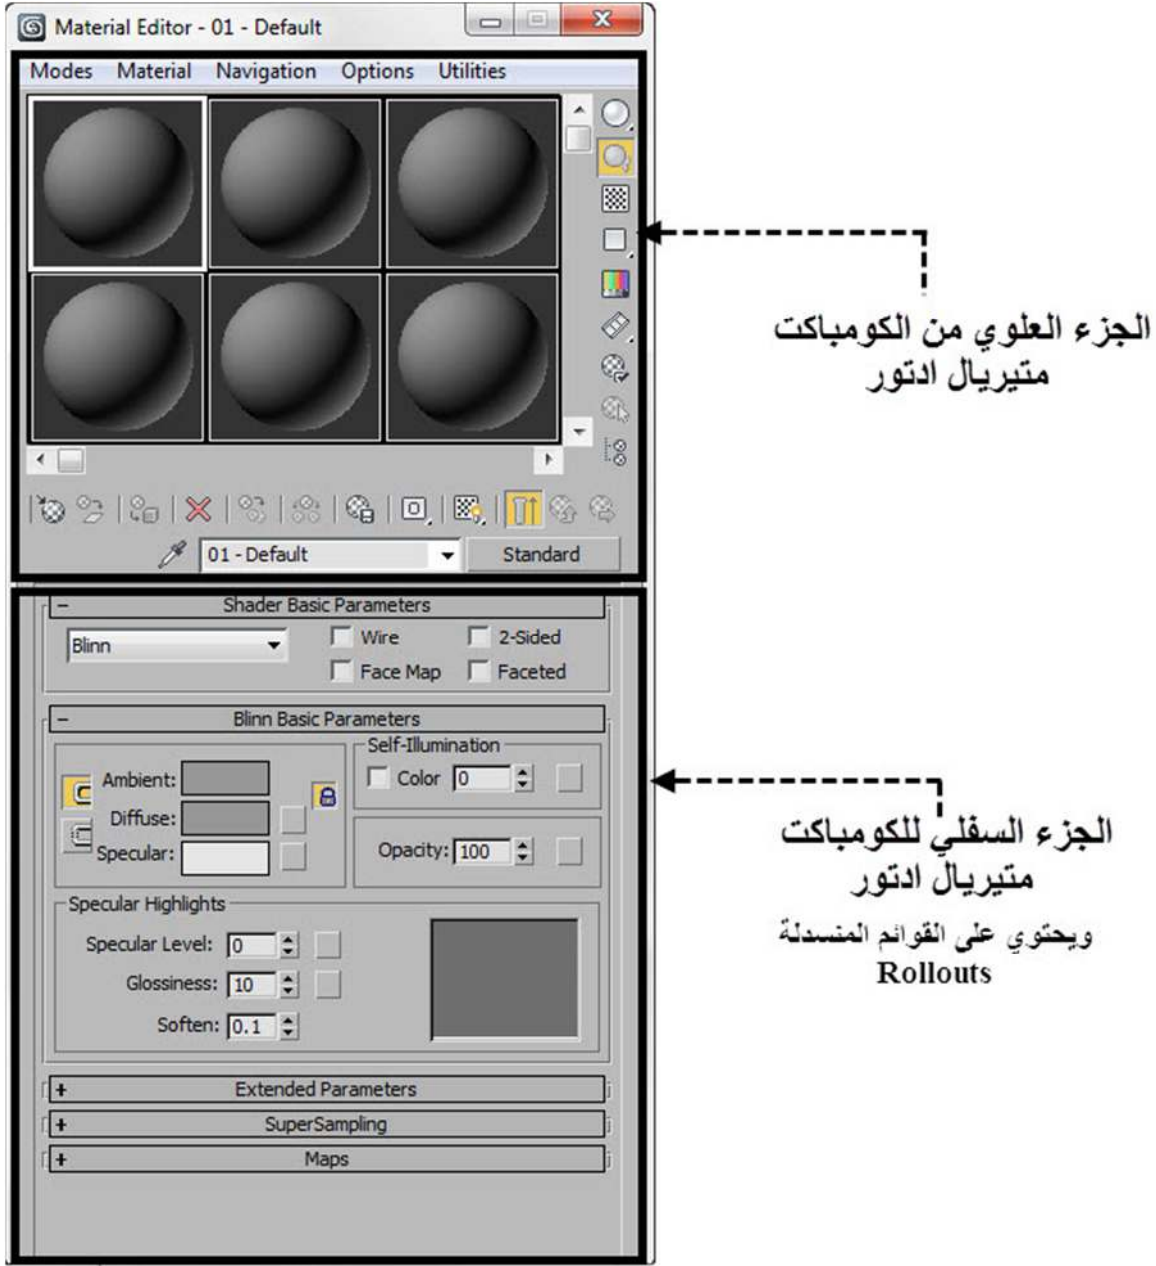 Material Editor - 01 - Default
Modes Material Navigation Options Utilities
الجزء العلوي من الكومباكت
متيريال ادتور
01 - Default Standard
Shader Basic Parameters
Blinn Wire 2-Sided
Face Map Faceted
Blinn Basic Parameters
Self-Illumination
Ambient: Color 0
Diffuse:
Specular: Opacity: 100
الجزء السفلي للكومباكت
متيريال ادتور
ويحتوي على القوائم المنسدلة
Rollouts
Specular Highlights
Specular Level: 0
Glossiness: 10
Soften: 0.1
Extended Parameters
SuperSampling
Maps